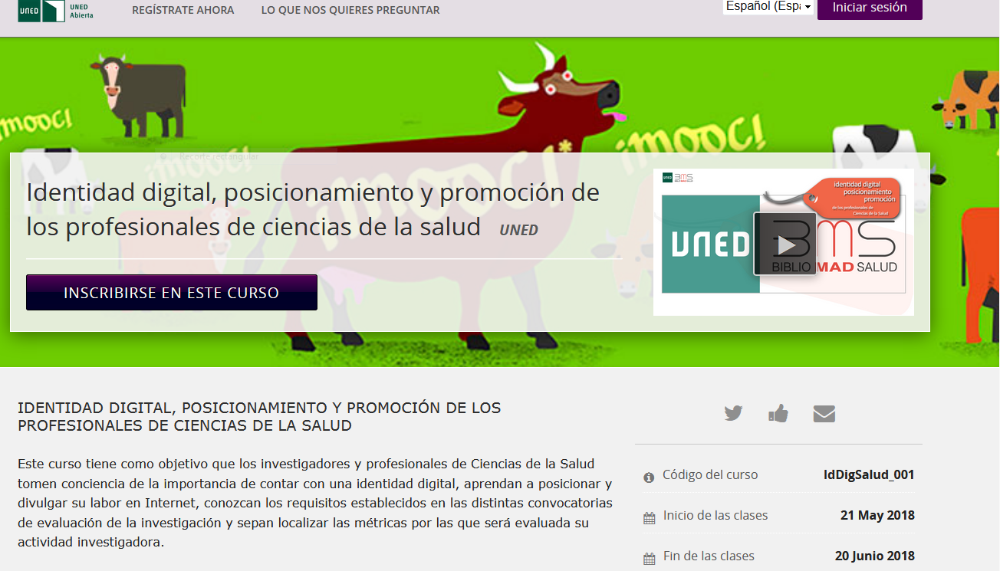 UNED
UNED
Abierta
REGÍSTRATE AHORA
LO QUE NOS QUIERES PREGUNTAR
Español (Espa
Iniciar sesión
¡mooc!
¡mooc!
¡mooc!
¡mooc!*
Recorte rectangular
Identidad digital, posicionamiento y promoción de
los profesionales de ciencias de la salud UNED
INSCRIBIRSE EN ESTE CURSO
UNED BMS
identidad digital
posicionamiento
promoción
de los profesionales de
Ciencias de la Salud
UNED
BMS
BIBLIOMADSALUD
IDENTIDAD DIGITAL, POSICIONAMIENTO Y PROMOCIÓN DE LOS
PROFESIONALES DE CIENCIAS DE LA SALUD
Este curso tiene como objetivo que los investigadores y profesionales de Ciencias de la Salud
tomen conciencia de la importancia de contar con una identidad digital, aprendan a posicionar y
divulgar su labor en Internet, conozcan los requisitos establecidos en las distintas convocatorias
de evaluación de la investigación y sepan localizar las métricas por las que será evaluada su
actividad investigadora.
Código del curso IdDigSalud_001
Inicio de las clases 21 May 2018
Fin de las clases 20 Junio 2018